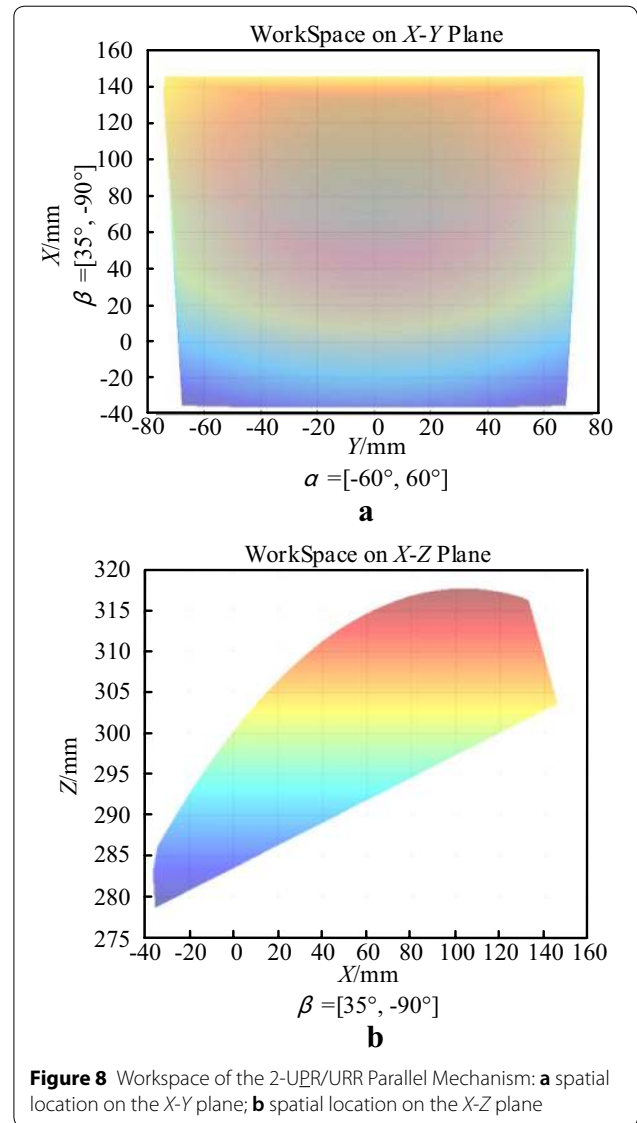 WorkSpace on X-Y Plane
160
140
120
100
80
60
40
20
0
-20
-40
X/mm
β =[35°, -90°]
-80 -60 -40 -20 0 20 40 60 80
Y/mm
α =[-60°, 60°]
a
WorkSpace on X-Z Plane
320
315
310
305
300
295
290
285
280
275
Z/mm
-40 -20 0 20 40 60 80 100 120 140 160
X/mm
β =[35°, -90°]
b
Figure 8 Workspace of the 2-UPR/URR Parallel Mechanism: a spatial
location on the X-Y plane; b spatial location on the X-Z plane